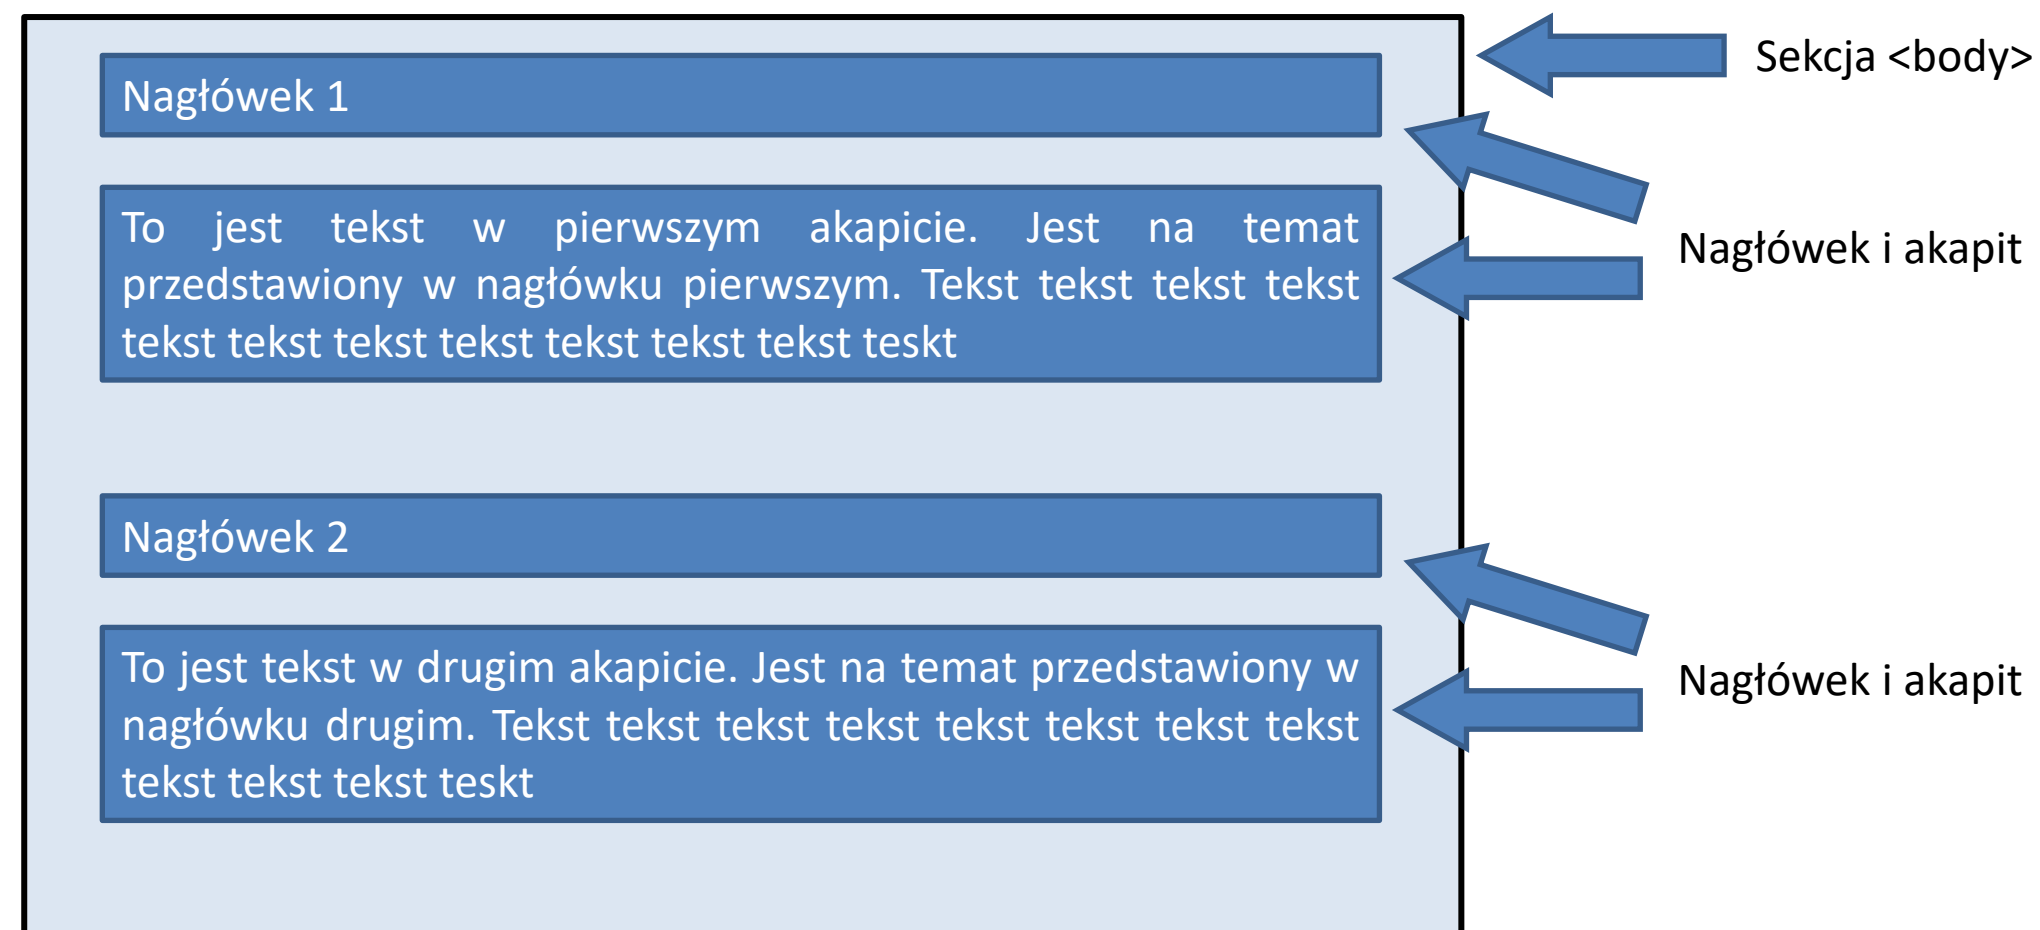 Sekcja <body>
Nagłówek 1
To jest tekst w pierwszym akapicie. Jest na temat
przedstawiony w nagłówku pierwszym. Tekst tekst tekst tekst
tekst tekst tekst tekst tekst tekst tekst teskt
Nagłówek i akapit
Nagłówek 2
To jest tekst w drugim akapicie. Jest na temat przedstawiony w
nagłówku drugim. Tekst tekst tekst tekst tekst tekst tekst tekst
tekst tekst tekst teskt
Nagłówek i akapit